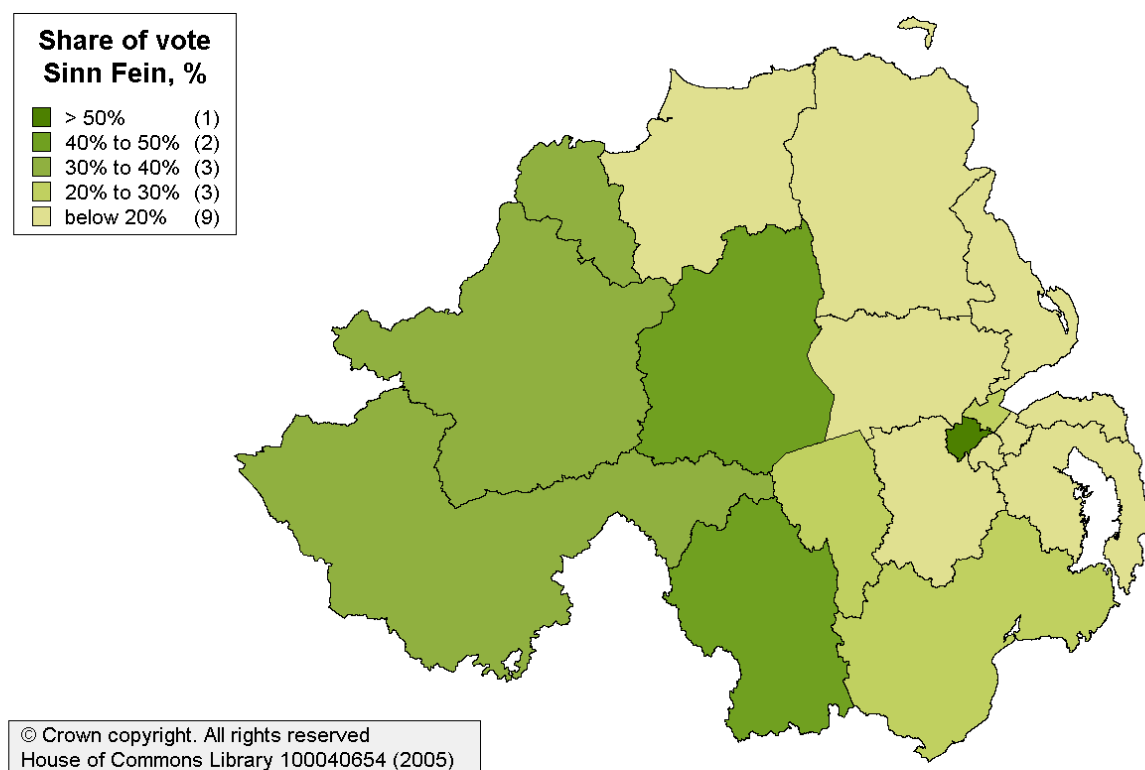 Share of vote
Sinn Fein, %
> 50% (1)
40% to 50% (2)
30% to 40% (3)
20% to 30% (3)
below 20% (9)
© Crown copyright. All rights reserved
House of Commons Library 100040654 (2005)